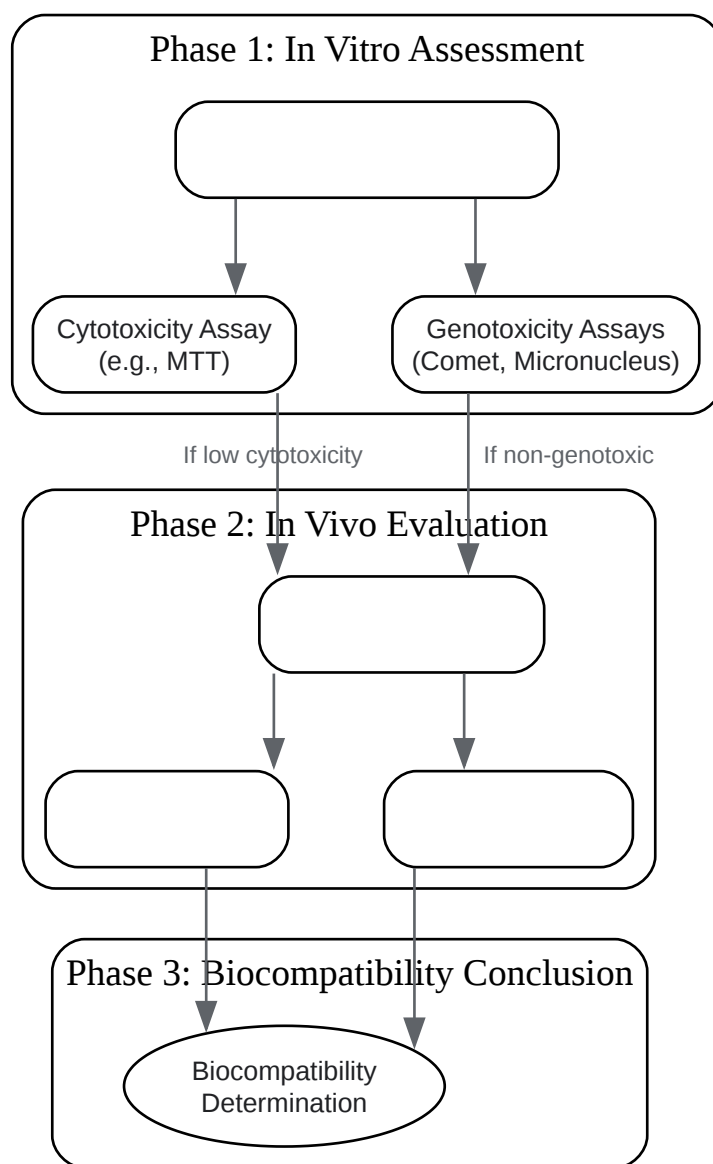 Phase 1: In Vitro Assessment
Cytotoxicity Assay
(e.g., MTT)
Genotoxicity Assays
(Comet, Micronucleus)
If low cytotoxicity
If non-genotoxic
Phase 2: In Vivo Evaluation
Phase 3: Biocompatibility Conclusion
Biocompatibility
Determination